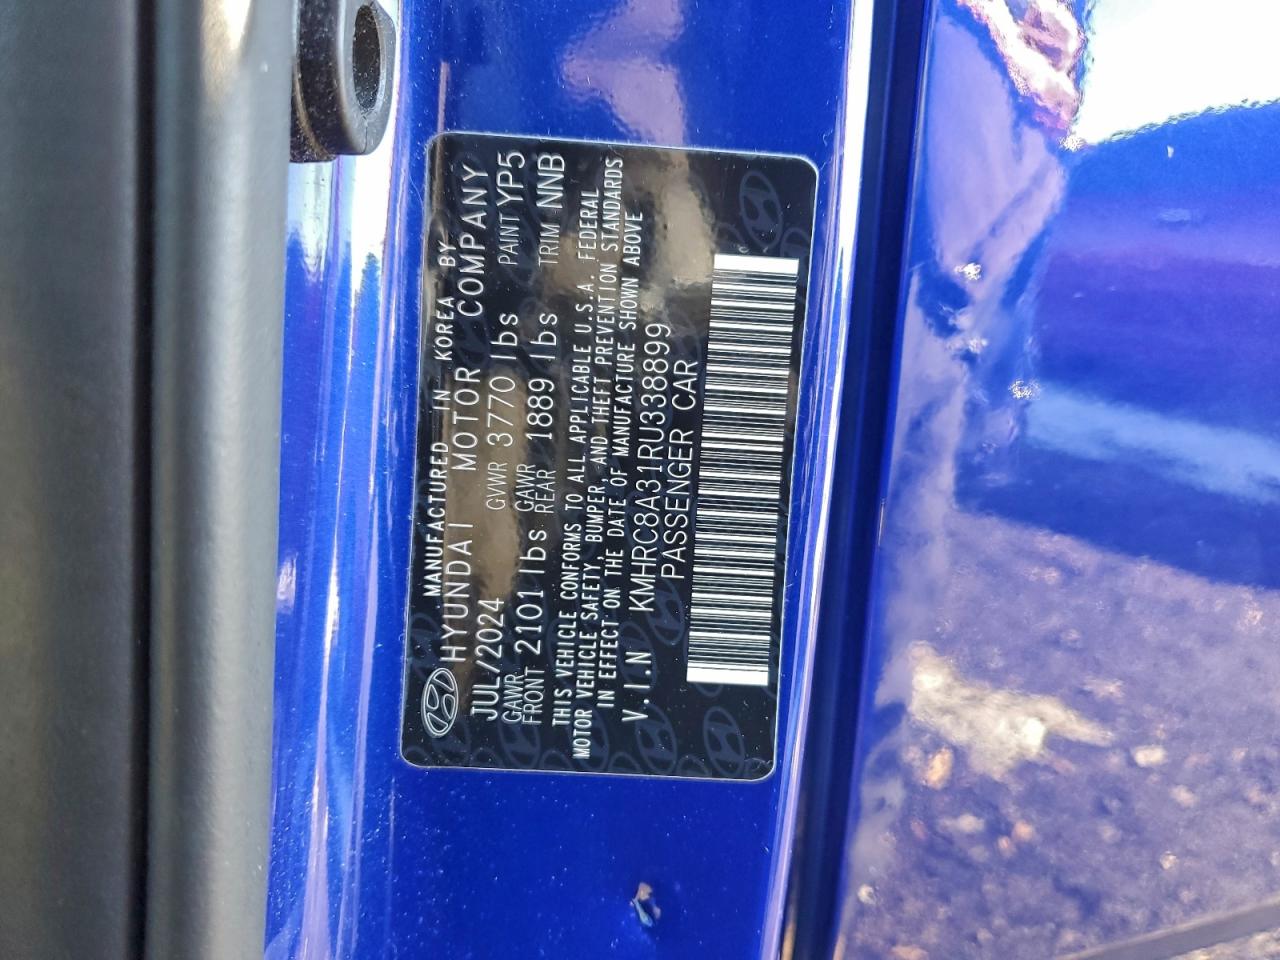 MANUFACTURED IN KOREA BY
HYUNDAI MOTOR COMPANY
JUL/2024 GVWR 3770 lbs PAINT YP5
GAWR FRONT 2101 lbs GAWR REAR 1889 lbs TRIM NNB
THIS VEHICLE CONFORMS TO ALL APPLICABLE U.S.A. FEDERAL
MOTOR VEHICLE SAFETY, BUMPER, AND THEFT PREVENTION STANDARDS
IN EFFECT ON THE DATE OF MANUFACTURE SHOWN ABOVE
V.I.N KMHRC8A31RU338899
PASSENGER CAR